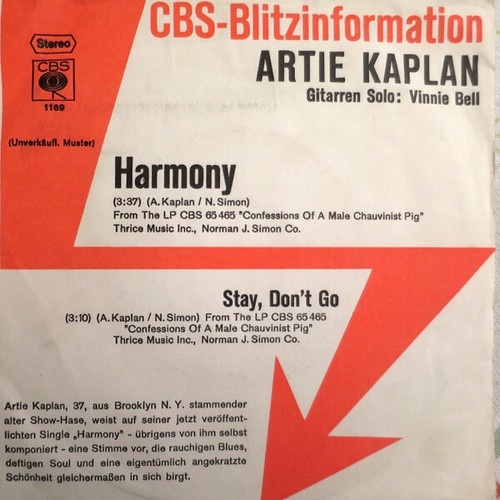 CBS-Blitzinformation
Stereo
ARTIE KAPLAN
CBS
Gitarren Solo: Vinnie Bell
1189
(Unverkäufl. Muster)
Harmony
(3:37) (A. Kaplan / N. Simon)
From The LP CBS 65 465 "Confessions Of A Male Chauvinist Pig"
Thrice Music Inc., Norman J. Simon Co.
Stay, Don't Go
(3:10) (A. Kaplan / N. Simon) From The LP CBS 65 465
"Confessions Of A Male Chauvinist Pig"
Thrice Music Inc., Norman J. Simon Co.
Artie Kaplan, 37, aus Brooklyn N. Y. stammender
alter Show-Hase, weist auf seiner jetzt veröffent-
lichten Single „Harmony" - übrigens von ihm selbst
komponiert - eine Stimme vor, die rauchigen Blues,
deftigen Soul und eine eigentümlich angekratzte
Schönheit gleichermaßen in sich birgt.